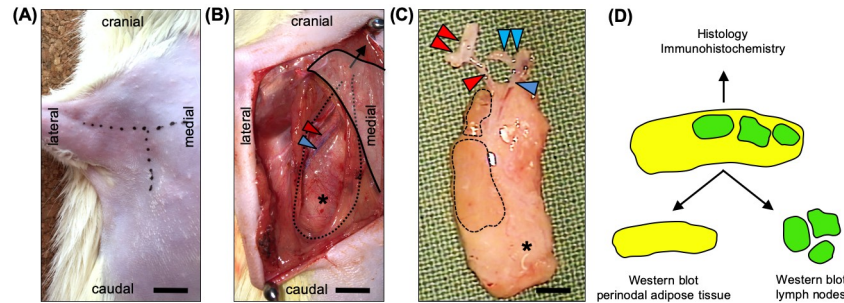 (A)
cranial
lateral
medial
caudal
(B)
cranial
lateral
medial
*
caudal
(C)
*
(D)
Histology
Immunohistochemistry
Western blot
perinodal adipose tissue
Western blot
lymph nodes